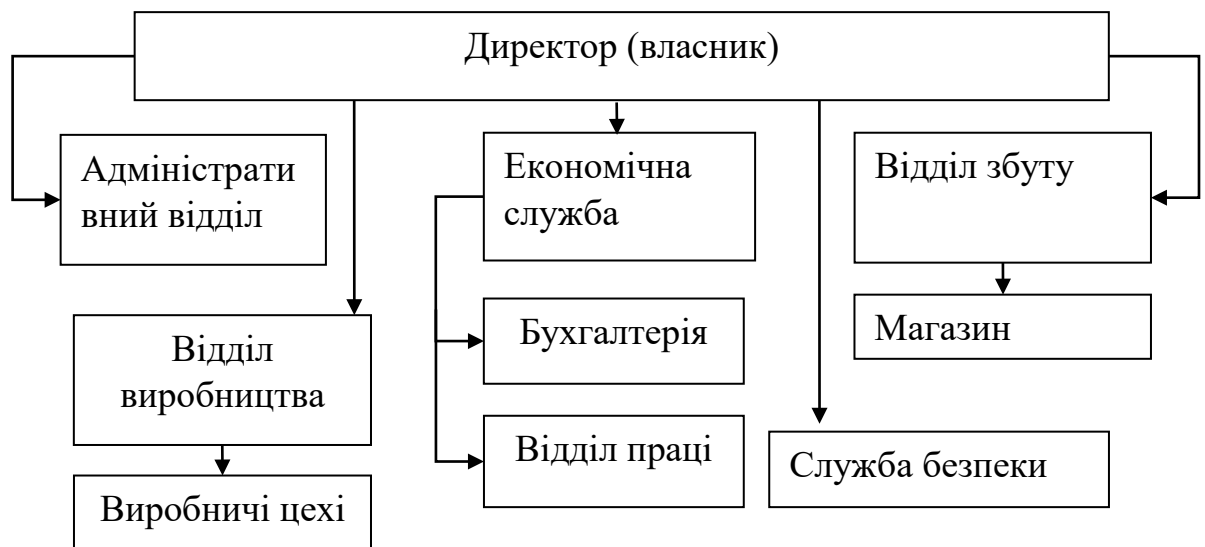 Директор (власник)
Адміністрати
вний відділ
Економічна
служба
Відділ збуту
Магазин
Бухгалтерія
Відділ
виробництва
Відділ праці
Служба безпеки
Виробничі цехі